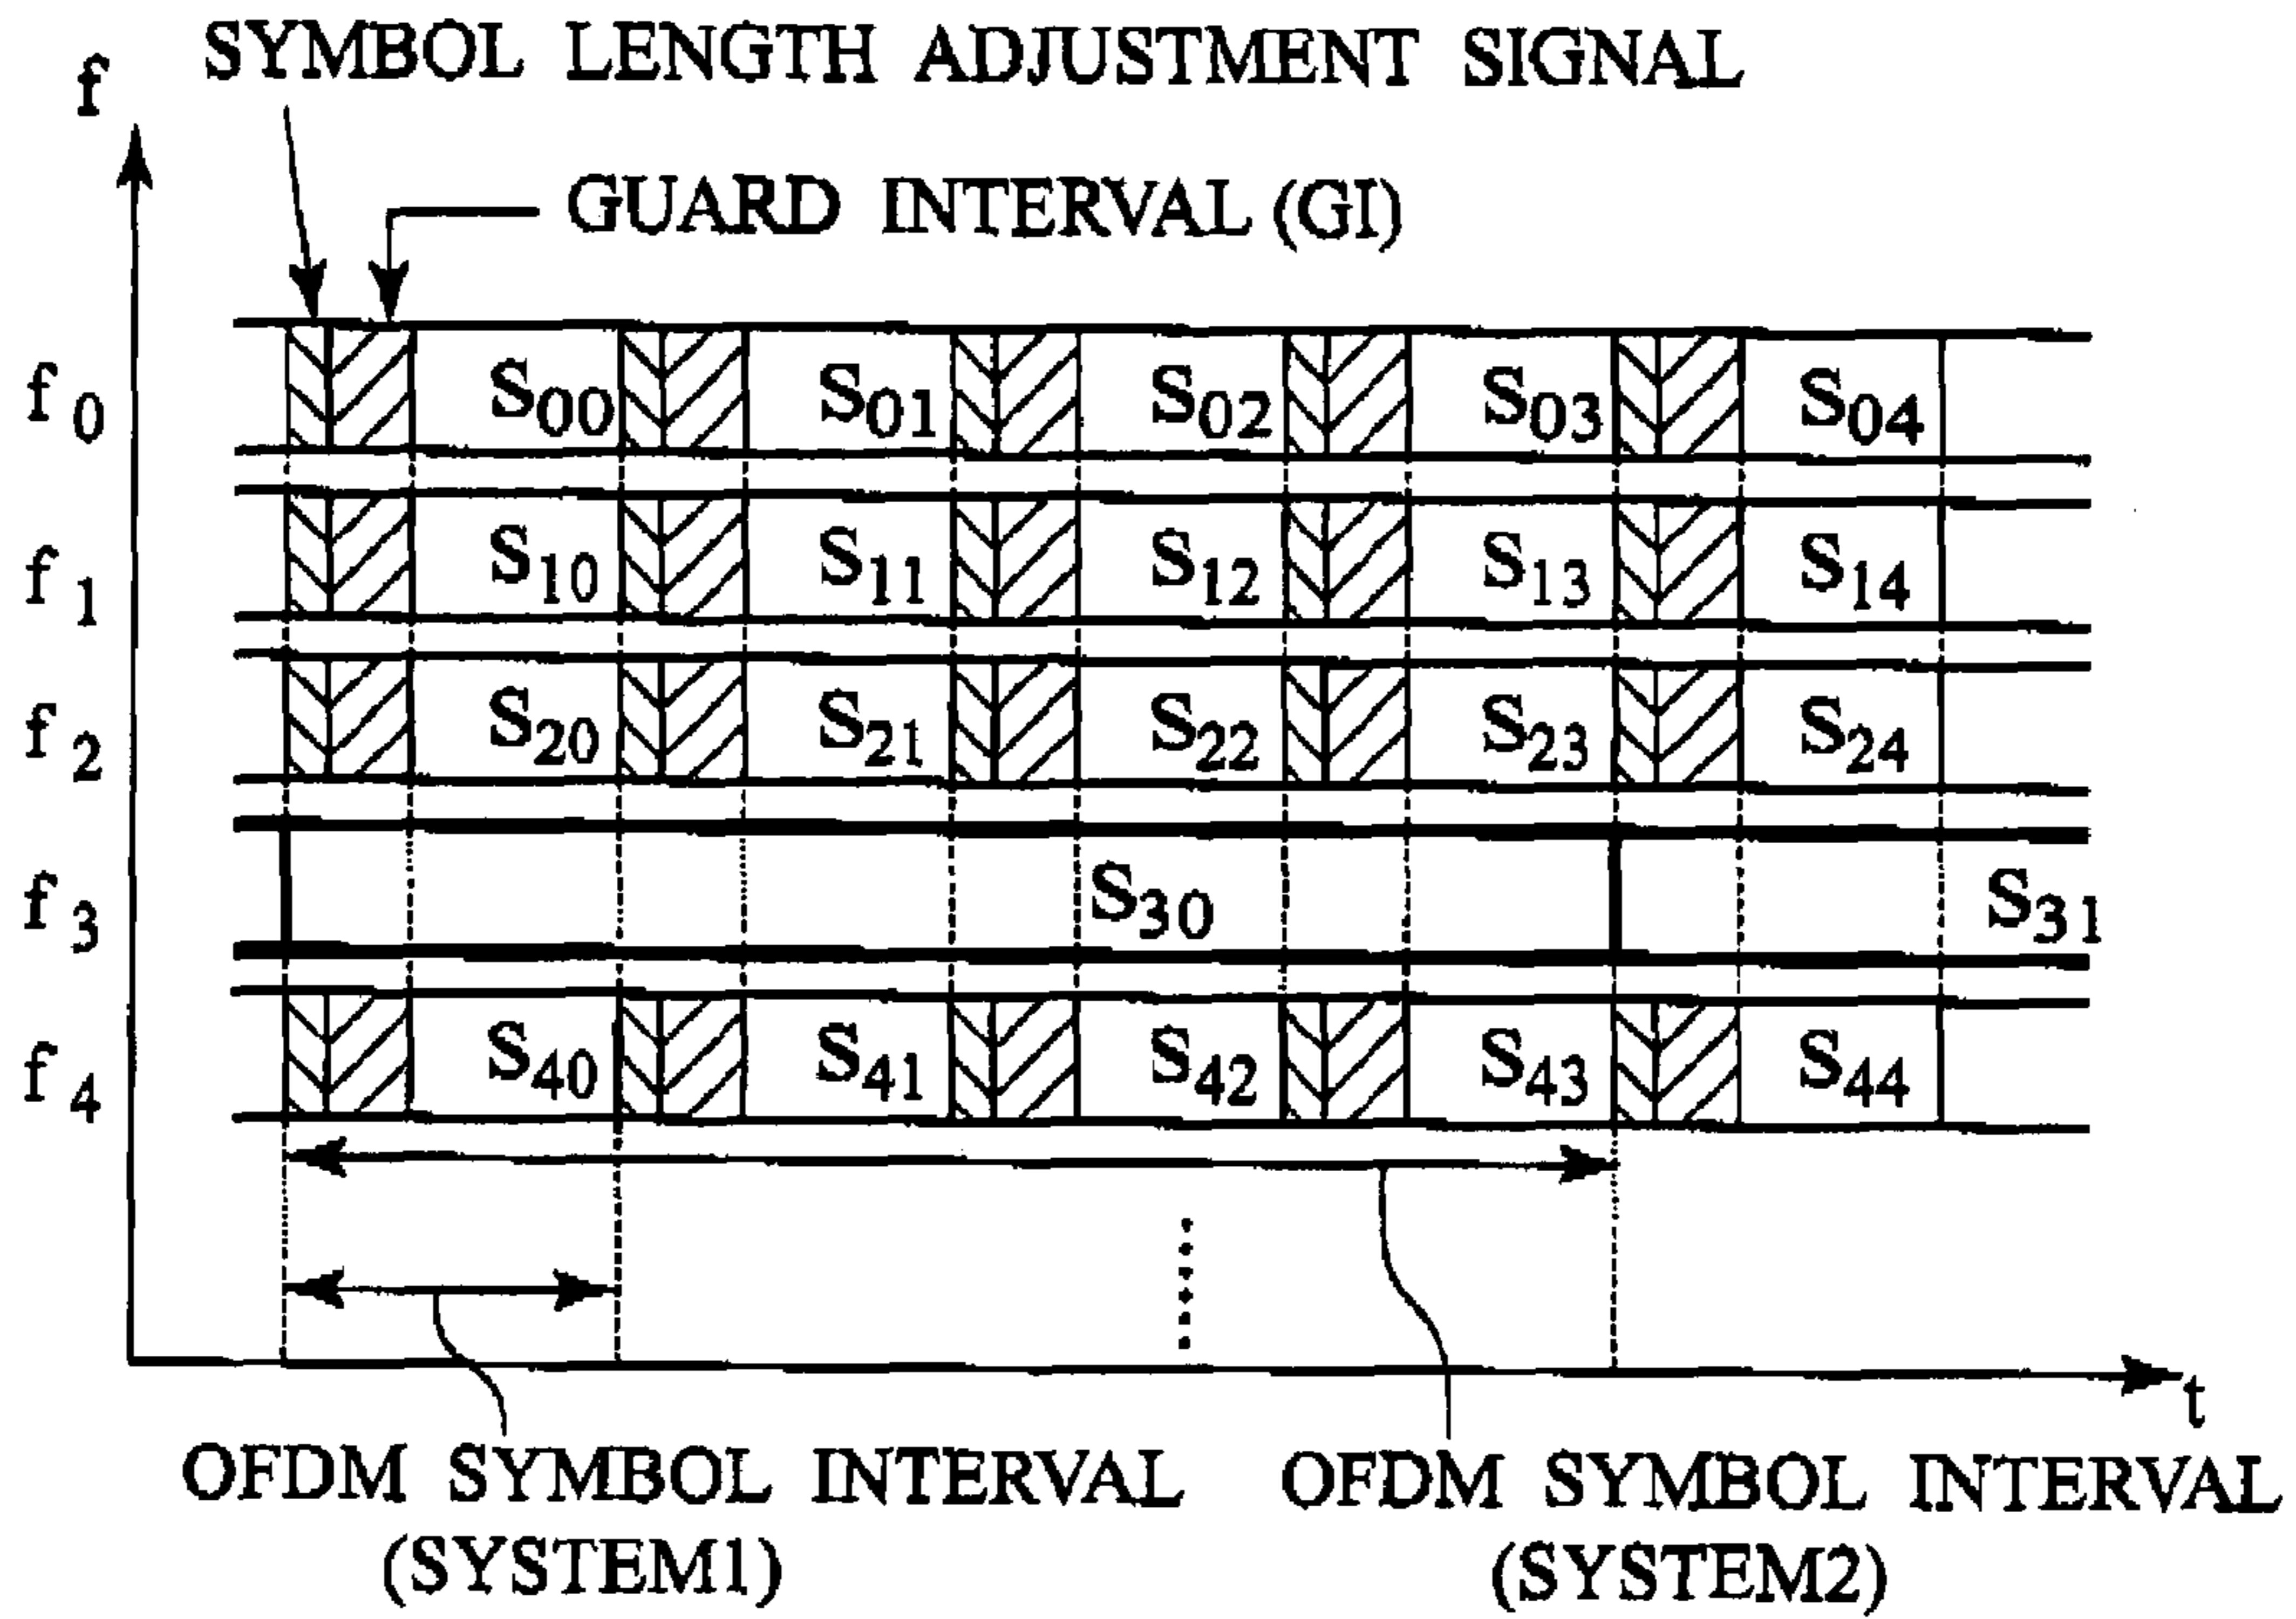 f SYMBOL LENGTH ADJUSTMENT SIGNAL
GUARD INTERVAL (GI)
f0 S00 S01 S02 S03 S04
f1 S10 S11 S12 S13 S14
f2 S20 S21 S22 S23 S24
f3 S30 S31
f4 S40 S41 S42 S43 S44
t
OFDM SYMBOL INTERVAL
(SYSTEM1)
OFDM SYMBOL INTERVAL
(SYSTEM2)